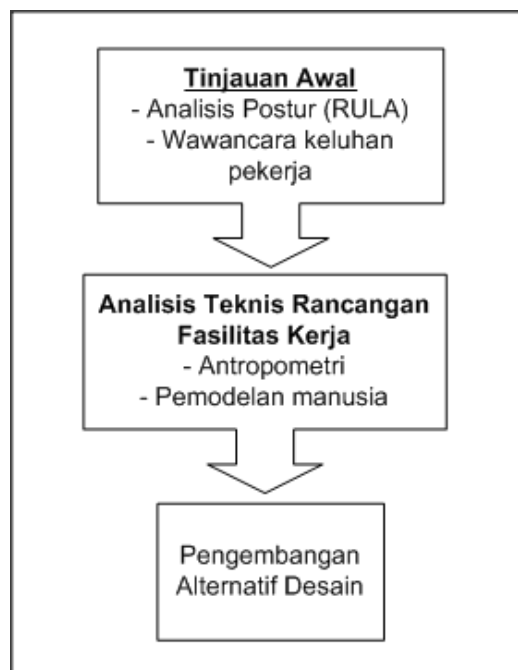 Tinjauan Awal
- Analisis Postur (RULA)
- Wawancara keluhan
pekerja
Analisis Teknis Rancangan
Fasilitas Kerja
- Antropometri
- Pemodelan manusia
Pengembangan
Alternatif Desain